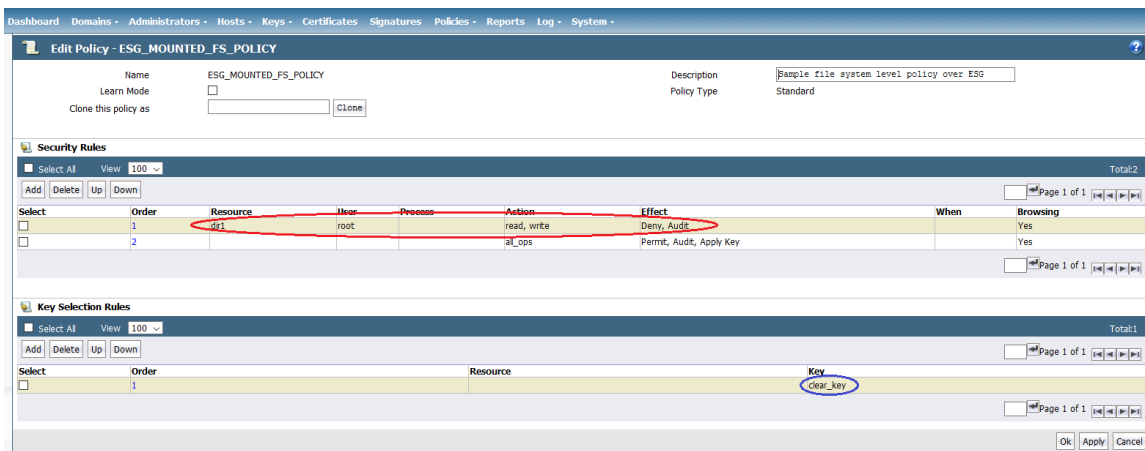 Dashboard Domains Administrators Hosts Keys Certificates Signatures Policies Reports Log System
Edit Policy - ESG_MOUNTED_FS_POLICY ?
Name ESG_MOUNTED_FS_POLICY Description Sample file system level policy over ESG
Learn Mode Policy Type Standard
Clone this policy as Clone
Security Rules
Select All View 100 Total:2
Add Delete Up Down Page 1 of 1
Select Order Resource User Process Action Effect When Browsing
1 dir1 root read, write Deny, Audit Yes
2 all_ops Permit, Audit, Apply Key Yes
Page 1 of 1
Key Selection Rules
Select All View 100 Total:1
Add Delete Up Down Page 1 of 1
Select Order Resource Key
1 clear_key
Page 1 of 1
Ok Apply Cancel